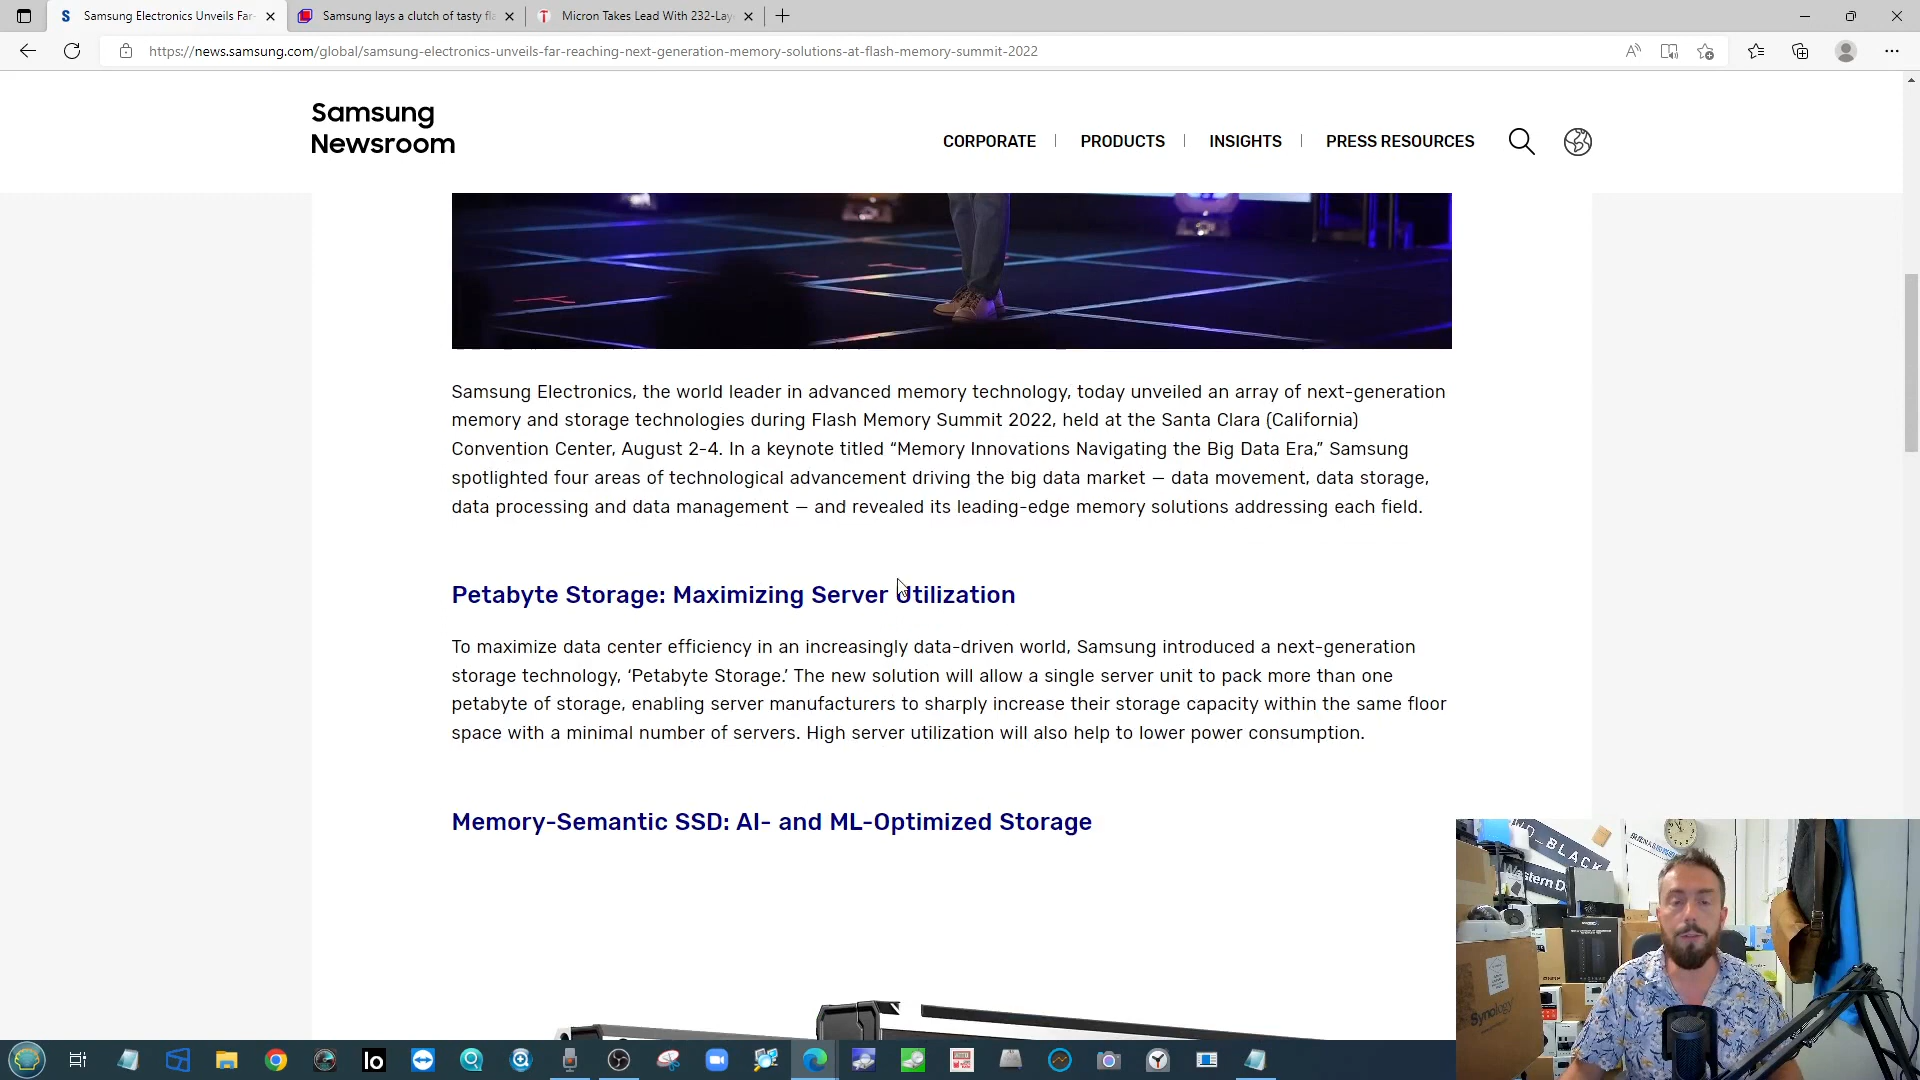 Samsung Electronics Unveils Far-
Samsung lays a clutch of tasty fl
Micron Takes Lead With 232-Lay
https://news.samsung.com/global/samsung-electronics-unveils-far-reaching-next-generation-memory-solutions-at-flash-memory-summit-2022
Samsung
Newsroom
CORPORATE
PRODUCTS
INSIGHTS
PRESS RESOURCES
Samsung Electronics, the world leader in advanced memory technology, today unveiled an array of next-generation
memory and storage technologies during Flash Memory Summit 2022, held at the Santa Clara (California)
Convention Center, August 2-4. In a keynote titled “Memory Innovations Navigating the Big Data Era,” Samsung
spotlighted four areas of technological advancement driving the big data market – data movement, data storage,
data processing and data management – and revealed its leading-edge memory solutions addressing each field.
Petabyte Storage: Maximizing Server Utilization
To maximize data center efficiency in an increasingly data-driven world, Samsung introduced a next-generation
storage technology, ‘Petabyte Storage.’ The new solution will allow a single server unit to pack more than one
petabyte of storage, enabling server manufacturers to sharply increase their storage capacity within the same floor
space with a minimal number of servers. High server utilization will also help to lower power consumption.
Memory-Semantic SSD: AI- and ML-Optimized Storage
WD_BLACK
Western D
Synology
Io